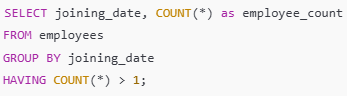 SELECT joining_date, COUNT(*) as employee_count
FROM employees
GROUP BY joining_date
HAVING COUNT(*) > 1;